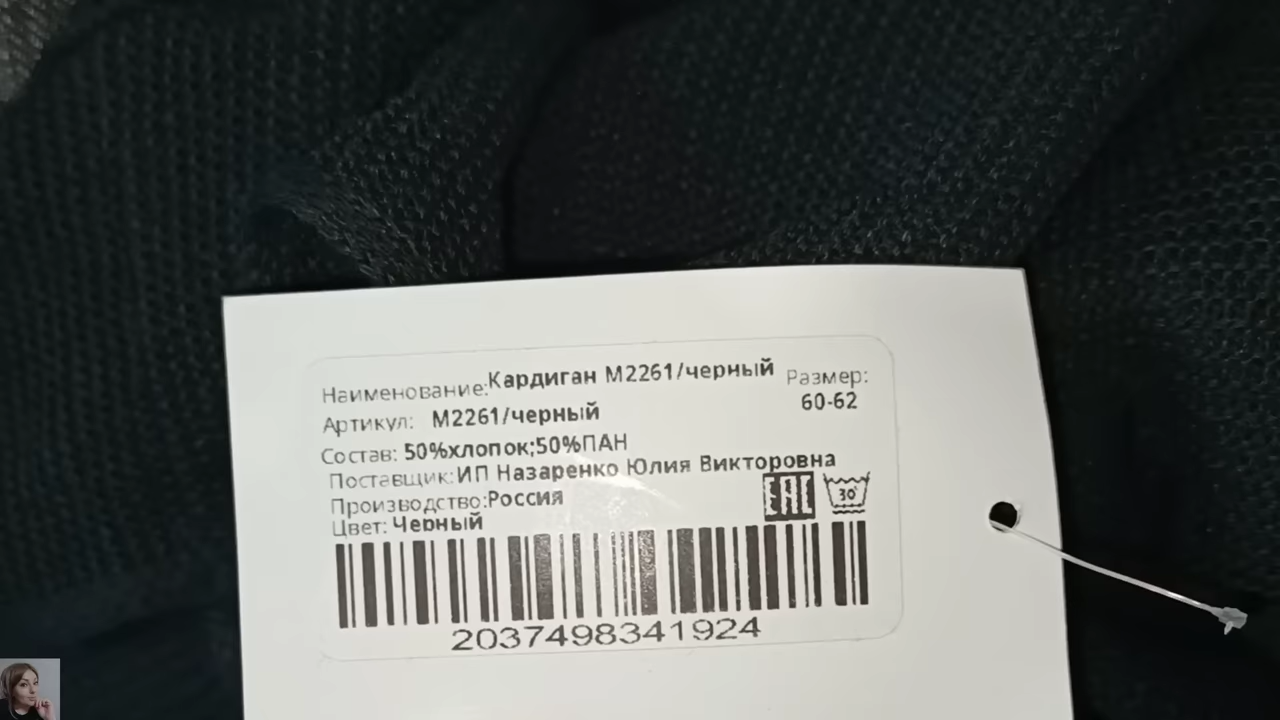 Наименование:Кардиган М2261/черный
Размер:
60-62
Артикул: М2261/черный
Состав: 50%хлопок;50%ПАН
Поставщик:ИП Назаренко Юлия Викторовна
Производство:Россия
Цвет: Черный
EAC
30°
2037498341924